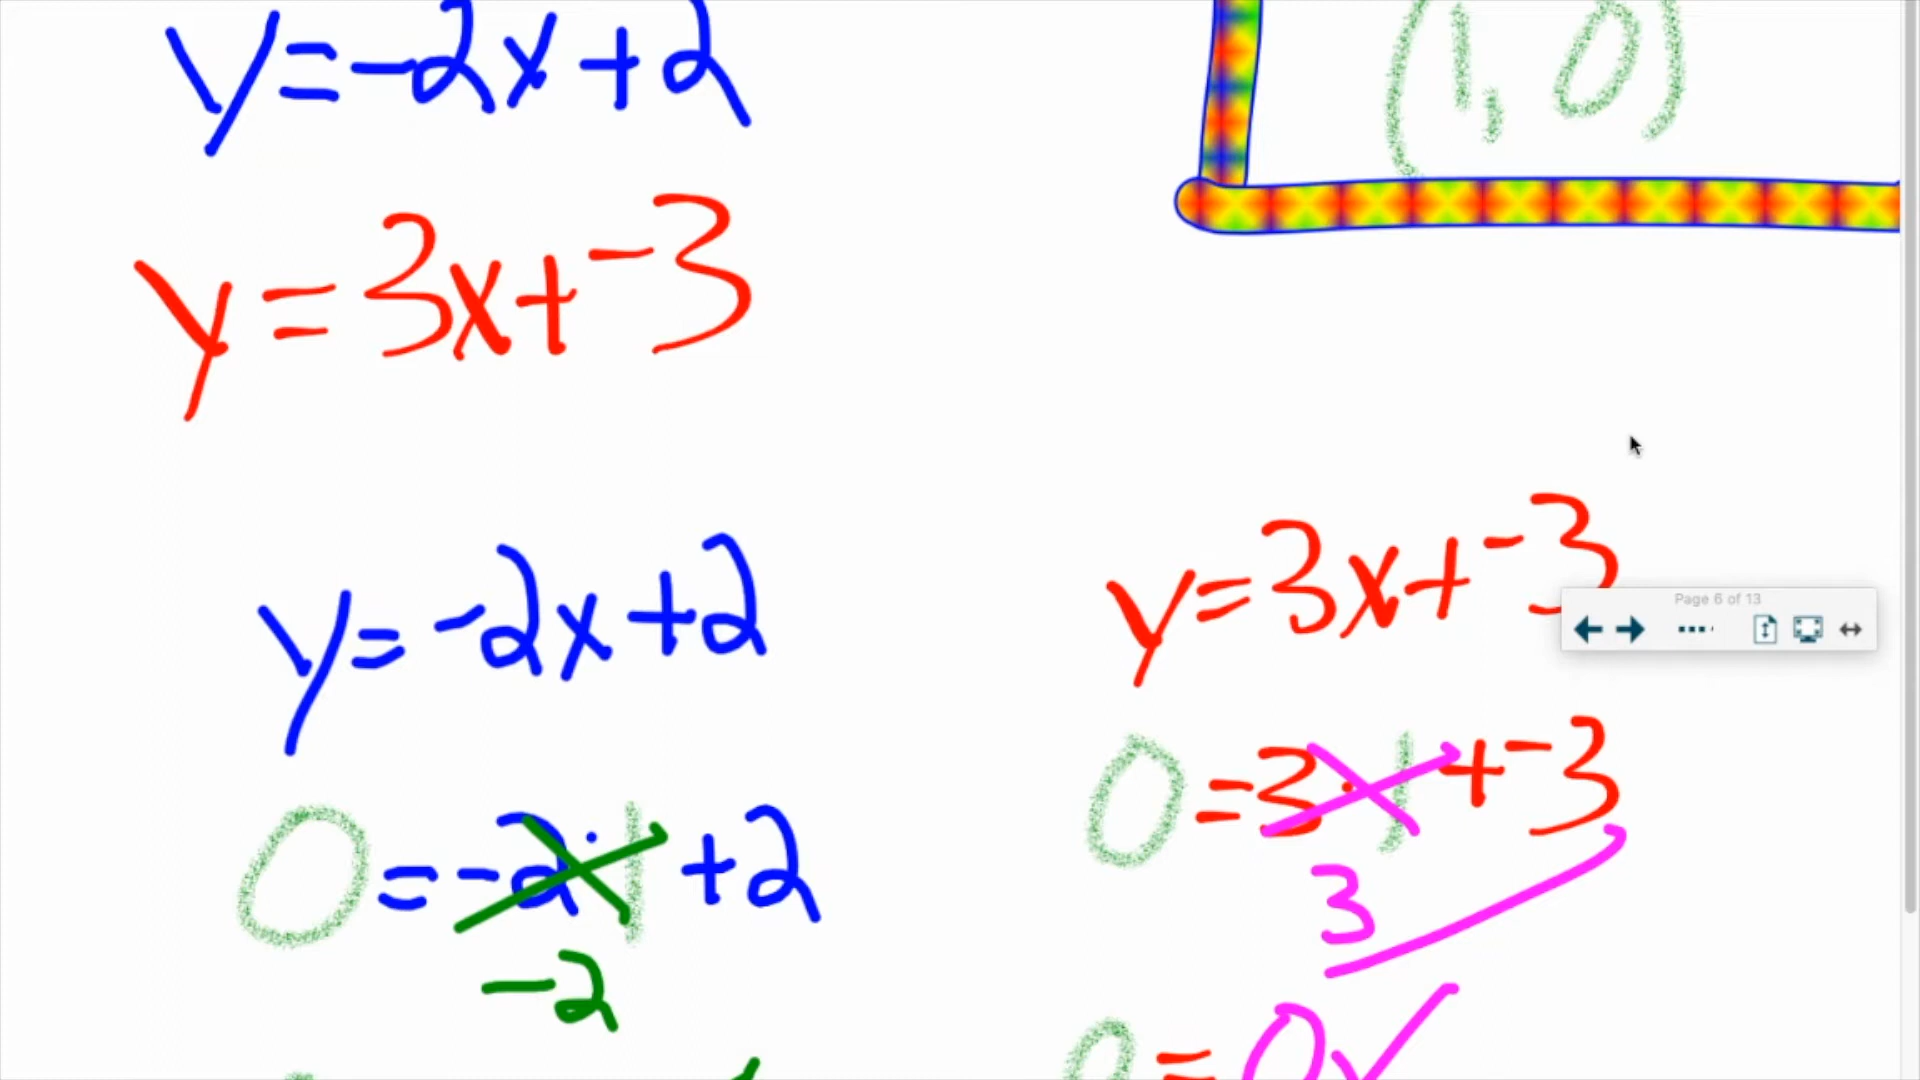 y=-2x+2
(1,0)
y=3x+⁻3
y=-2x+2
y=3x+⁻3
Page 6 of 13
0=-2·1+2
0=3·1+⁻3
-2
3
0=0✓